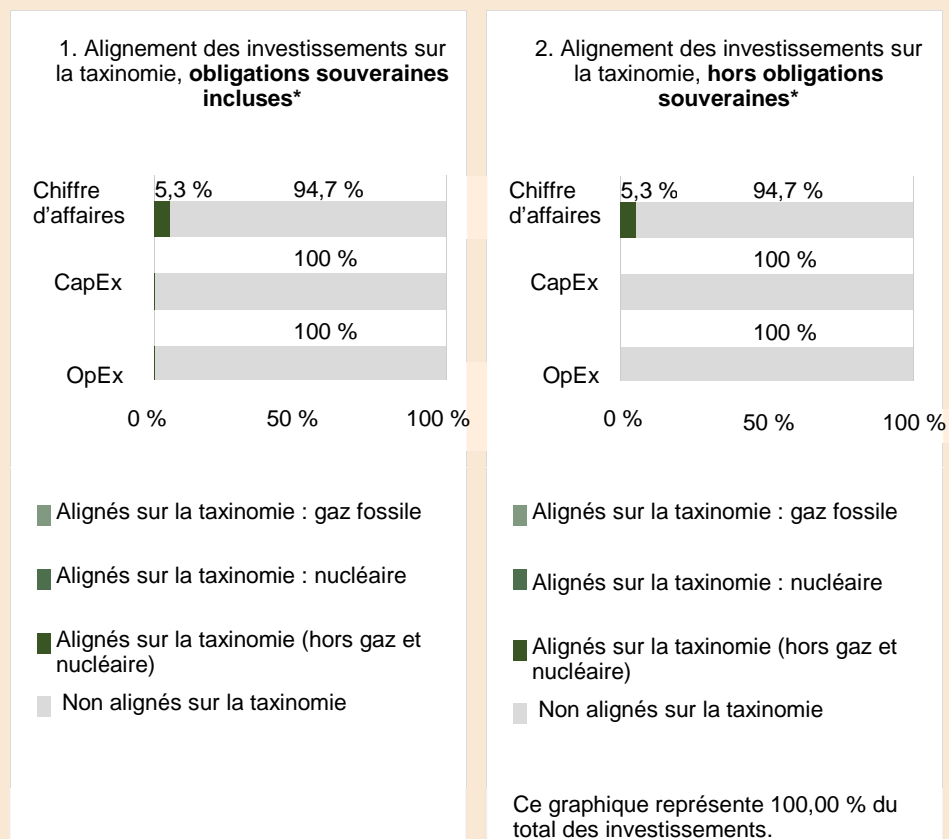 1. Alignement des investissements sur
la taxinomie, obligations souveraines
incluses*
Chiffre
d’affaires
5,3 %
94,7 %
CapEx
100 %
OpEx
100 %
0 %
50 %
100 %
Alignés sur la taxinomie : gaz fossile
Alignés sur la taxinomie : nucléaire
Alignés sur la taxinomie (hors gaz et
nucléaire)
Non alignés sur la taxinomie
2. Alignement des investissements sur
la taxinomie, hors obligations
souveraines*
Chiffre
d’affaires
5,3 %
94,7 %
CapEx
100 %
OpEx
100 %
0 %
50 %
100 %
Alignés sur la taxinomie : gaz fossile
Alignés sur la taxinomie : nucléaire
Alignés sur la taxinomie (hors gaz et
nucléaire)
Non alignés sur la taxinomie
Ce graphique représente 100,00 % du
total des investissements.